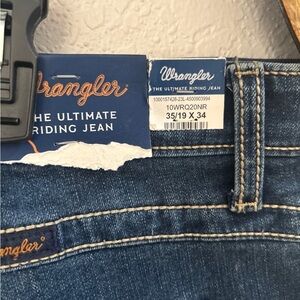 Wrangler
THE ULTIMATE
RIDING JEAN
Wrangler
THE ULTIMATE RIDING JEAN
10WRQ20NR
35/19 X 34